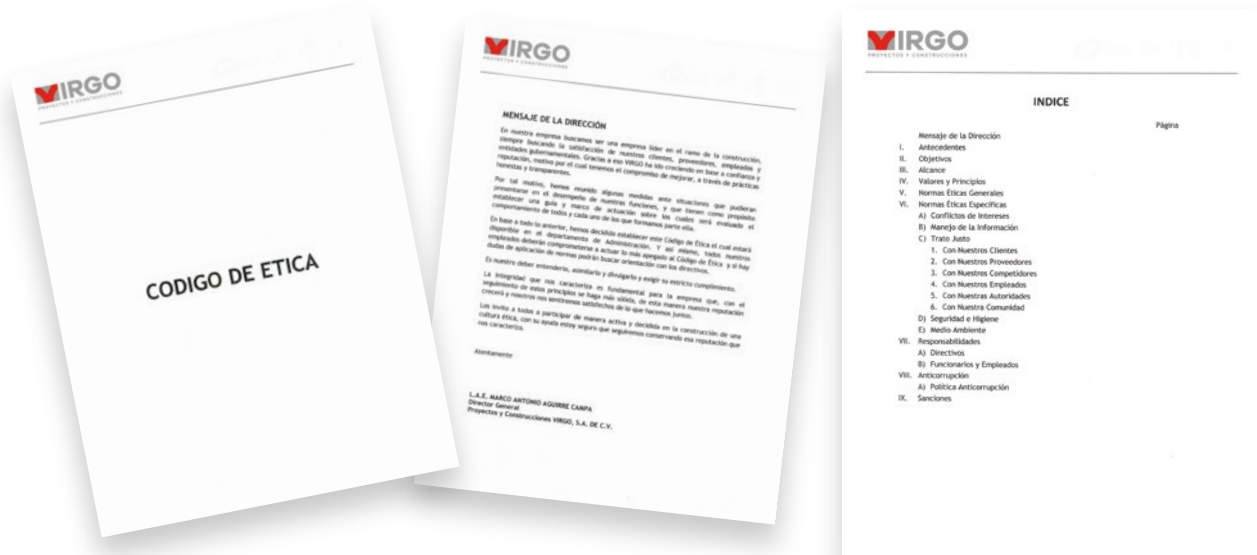 VIRGO
PROYECTOS Y CONSTRUCCIONES
CODIGO DE ETICA
VIRGO
PROYECTOS Y CONSTRUCCIONES
MENSAJE DE LA DIRECCIÓN
En nuestra empresa buscamos ser una empresa líder en el ramo de la construcción,
siempre buscando la satisfacción de nuestros clientes, proveedores, empleados y
entidades gubernamentales. Gracias a eso VIRGO ha ido creciendo en base a confianza y
reputación, motivo por el cual tenemos el compromiso de mejorar, a través de prácticas
honestas y transparentes.
Por tal motivo, hemos reunido algunas medidas ante situaciones que pudieran
presentarse en el desempeño de nuestras funciones, y que tienen como propósito
establecer una guía y marco de actuación sobre los cuales será evaluado el
comportamiento de todos y cada uno de los que formamos parte ella.
En base a todo lo anterior, hemos decidido establecer este Código de Ética el cual estará
disponible en el departamento de Administración. Y así mismo, todos nuestros
empleados deberán comprometerse a actuar lo más apegado al Código de Ética y si hay
dudas de aplicación de normas podrán buscar orientación con los directivos.
Es nuestro deber entenderlo, asimilarlo y divulgarlo y exigir su estricto cumplimiento.
La integridad que nos caracteriza es fundamental para la empresa que, con el
seguimiento de estos principios se haga más sólida, de esta manera nuestra reputación
crecerá y nosotros nos sentiremos satisfechos de lo que hacemos juntos.
Los invito a todos a participar de manera activa y decidida en la construcción de una
cultura ética, con su ayuda estoy seguro que seguiremos conservando esa reputación que
nos caracteriza.
Atentamente
L.A.E. MARCO ANTONIO AGUIRRE CAMPA
Director General
Proyectos y Construcciones VIRGO, S.A. DE C.V.
VIRGO
PROYECTOS Y CONSTRUCCIONES
INDICE
Página
Mensaje de la Dirección
I. Antecedentes
II. Objetivos
III. Alcance
IV. Valores y Principios
V. Normas Éticas Generales
VI. Normas Éticas Específicas
A) Conflictos de Intereses
B) Manejo de la Información
C) Trato Justo
1. Con Nuestros Clientes
2. Con Nuestros Proveedores
3. Con Nuestros Competidores
4. Con Nuestros Empleados
5. Con Nuestras Autoridades
6. Con Nuestra Comunidad
D) Seguridad e Higiene
E) Medio Ambiente
VII. Responsabilidades
A) Directivos
B) Funcionarios y Empleados
VIII. Anticorrupción
A) Política Anticorrupción
IX. Sanciones